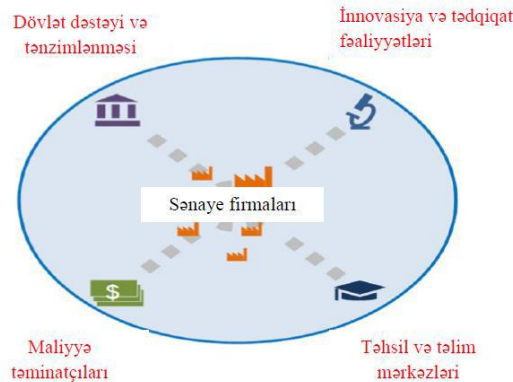 Dövlət dəstəyi və
tənzimlənməsi
İnnovasiya və tədqiqat
fəaliyyətləri
$
Sənaye firmaları
Maliyyə
təminatçıları
Təhsil və təlim
mərkəzləri